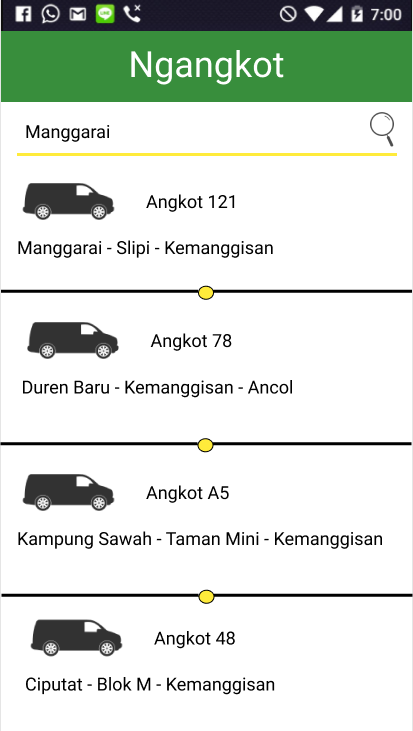 7:00
Ngangkot
Manggarai
Angkot 121
Manggarai - Slipi - Kemanggisan
Angkot 78
Duren Baru - Kemanggisan - Ancol
Angkot A5
Kampung Sawah - Taman Mini - Kemanggisan
Angkot 48
Ciputat - Blok M - Kemanggisan